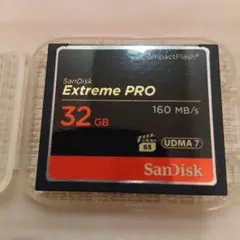 CompactFlash
SanDisk
Extreme PRO
32 GB 160 MB/s
65 UDMA 7
SanDisk